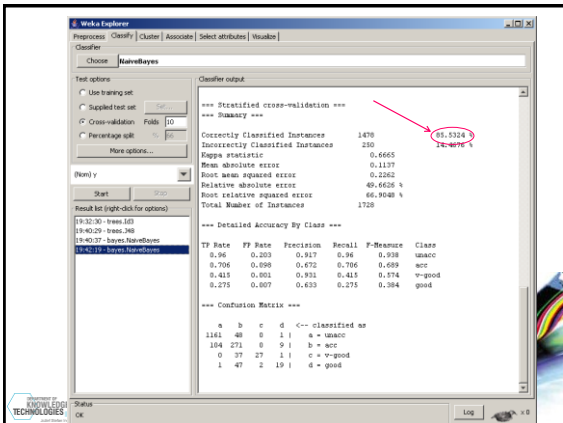 Weka Explorer
Preprocess Classify Cluster Associate Select attributes Visualize
Classifier
Choose NaiveBayes
Test options
Use training set
Supplied test set Set...
Cross-validation Folds 10
Percentage split % 66
More options...
(Nom) y
Start Stop
Result list (right-click for options)
19:32:30 - trees.Id3
19:40:29 - trees.J48
19:40:37 - bayes.NaiveBayes
19:42:19 - bayes.NaiveBayes
Classifier output
=== Stratified cross-validation ===
=== Summary ===
Correctly Classified Instances 1478 85.5324 %
Incorrectly Classified Instances 250 14.4676 %
Kappa statistic 0.6665
Mean absolute error 0.1137
Root mean squared error 0.2262
Relative absolute error 49.6626 %
Root relative squared error 66.9048 %
Total Number of Instances 1728
=== Detailed Accuracy By Class ===
TP Rate FP Rate Precision Recall F-Measure Class
0.96 0.203 0.917 0.96 0.938 unacc
0.706 0.098 0.672 0.706 0.689 acc
0.415 0.001 0.931 0.415 0.574 v-good
0.275 0.007 0.633 0.275 0.384 good
=== Confusion Matrix ===
a b c d <-- classified as
1161 48 0 1 | a = unacc
104 271 0 9 | b = acc
0 37 27 1 | c = v-good
1 47 2 19 | d = good
Status
OK
Log x 0
DEPARTMENT OF
KNOWLEDGE
TECHNOLOGIES